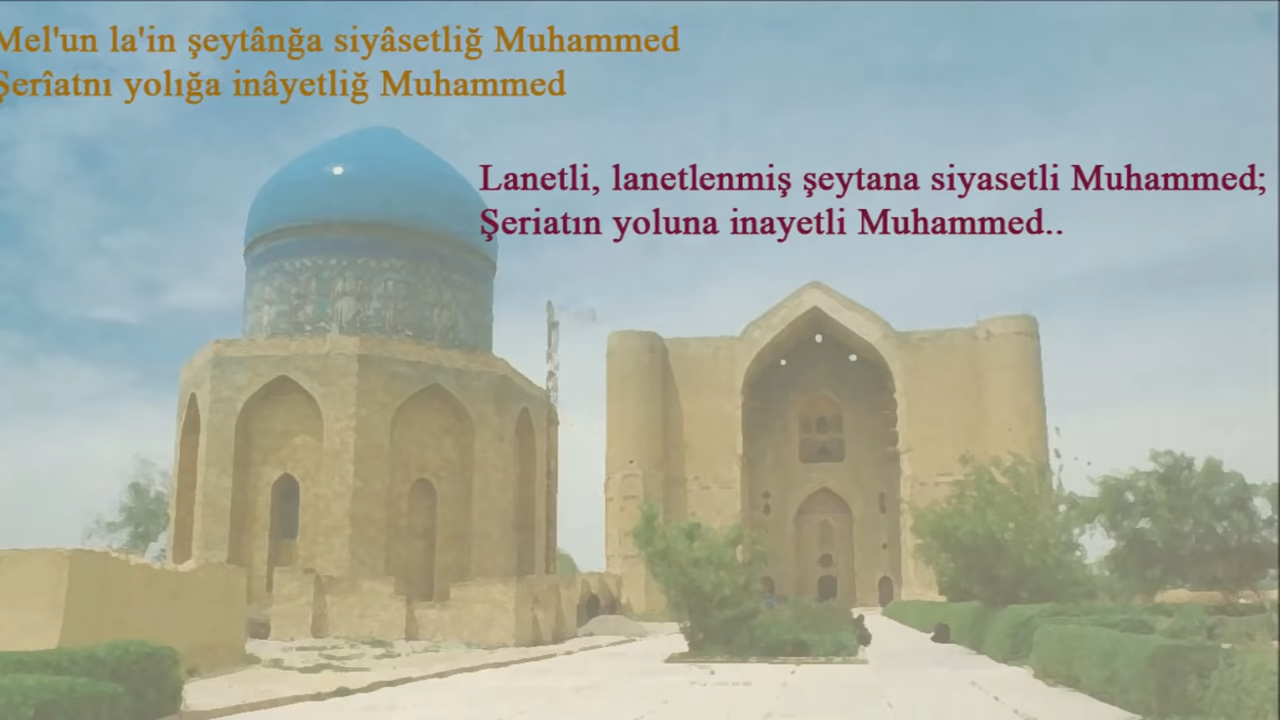 Mel'un la'in şeytânğa siyâsetliğ Muhammed
Şerîatnı yolığa inâyetliğ Muhammed
Lanetli, lanetlenmiş şeytana siyasetli Muhammed;
Şeriatın yoluna inayetli Muhammed..